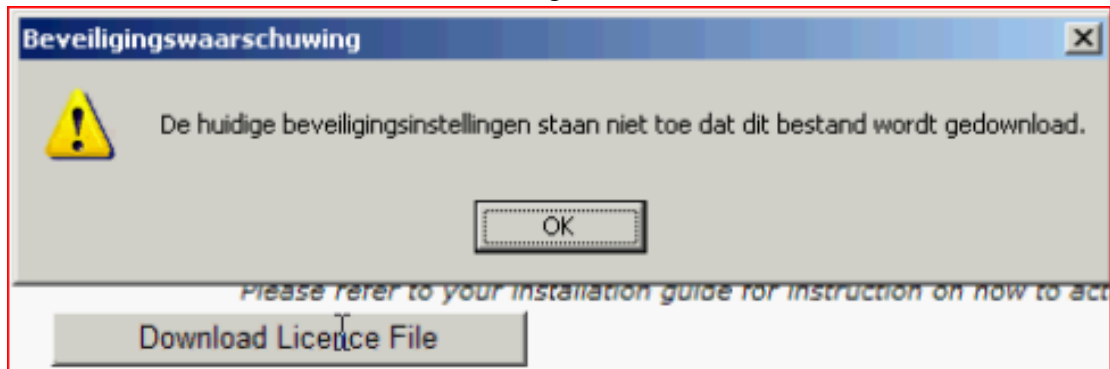 Beveiligingswaarschuwing
De huidige beveiligingsinstellingen staan niet toe dat dit bestand wordt gedownload.
OK
Please refer to your installation guide for instruction on how to act
Download Licence File